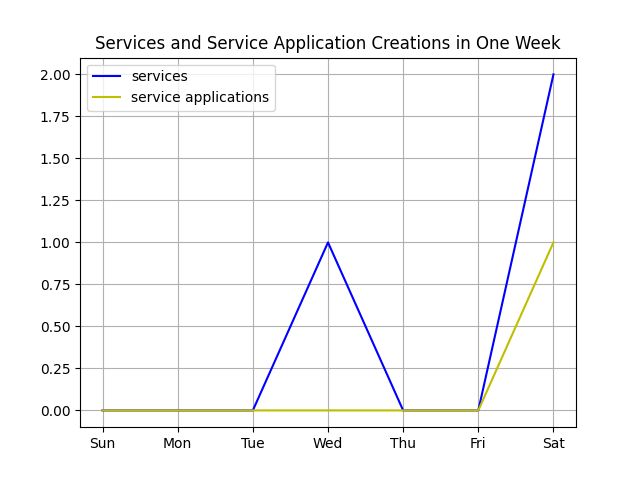 Services and Service Application Creations in One Week
services
service applications
2.00
1.75
1.50
1.25
1.00
0.75
0.50
0.25
0.00
Sun Mon Tue Wed Thu Fri Sat